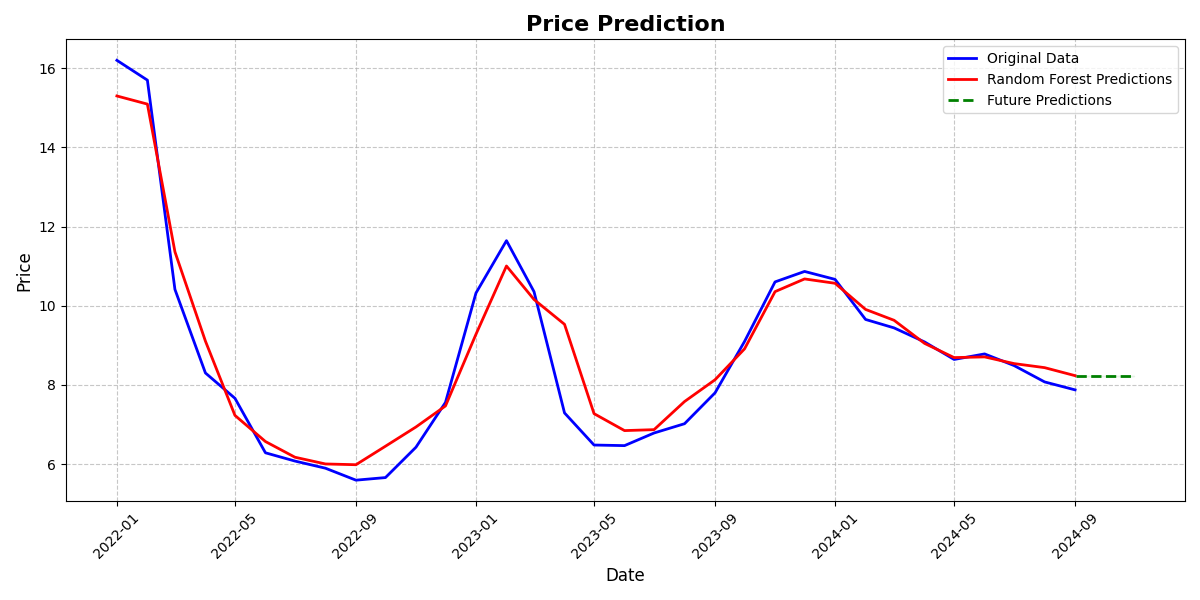 Price Prediction
Original Data
Random Forest Predictions
Future Predictions
Price
16
14
12
10
8
6
2022-01
2022-05
2022-09
2023-01
2023-05
2023-09
2024-01
2024-05
2024-09
Date